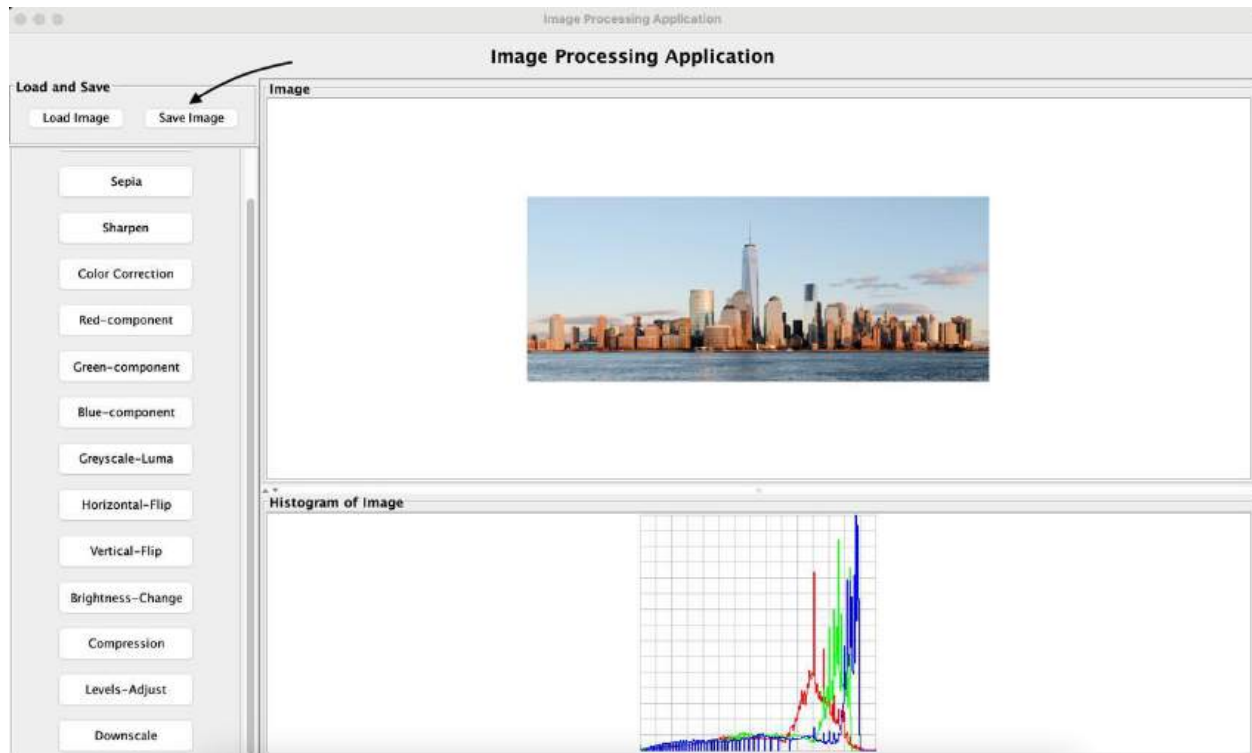 Image Processing Application
Image Processing Application
Load and Save
Load Image
Save Image
Sepia
Sharpen
Color Correction
Red-component
Green-component
Blue-component
Greyscale-Luma
Horizontal-Flip
Vertical-Flip
Brightness-Change
Compression
Levels-Adjust
Downscale
Image
Histogram of Image